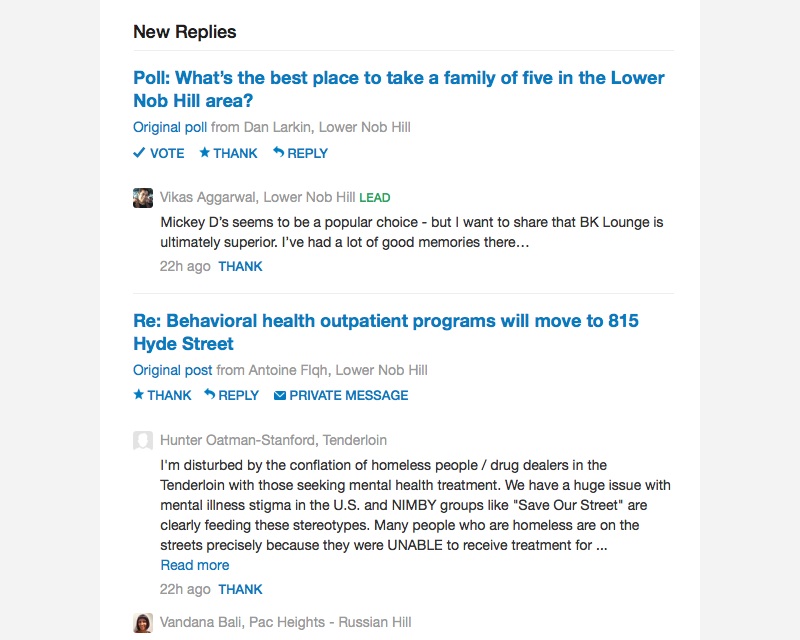 New Replies
Poll: What’s the best place to take a family of five in the Lower
Nob Hill area?
Original poll from Dan Larkin, Lower Nob Hill
VOTE THANK REPLY
Vikas Aggarwal, Lower Nob Hill LEAD
Mickey D’s seems to be a popular choice - but I want to share that BK Lounge is
ultimately superior. I’ve had a lot of good memories there…
22h ago THANK
Re: Behavioral health outpatient programs will move to 815
Hyde Street
Original post from Antoine Flqh, Lower Nob Hill
THANK REPLY PRIVATE MESSAGE
Hunter Oatman-Stanford, Tenderloin
I'm disturbed by the conflation of homeless people / drug dealers in the
Tenderloin with those seeking mental health treatment. We have a huge issue with
mental illness stigma in the U.S. and NIMBY groups like "Save Our Street" are
clearly feeding these stereotypes. Many people who are homeless are on the
streets precisely because they were UNABLE to receive treatment for ...
Read more
22h ago THANK
Vandana Bali, Pac Heights - Russian Hill